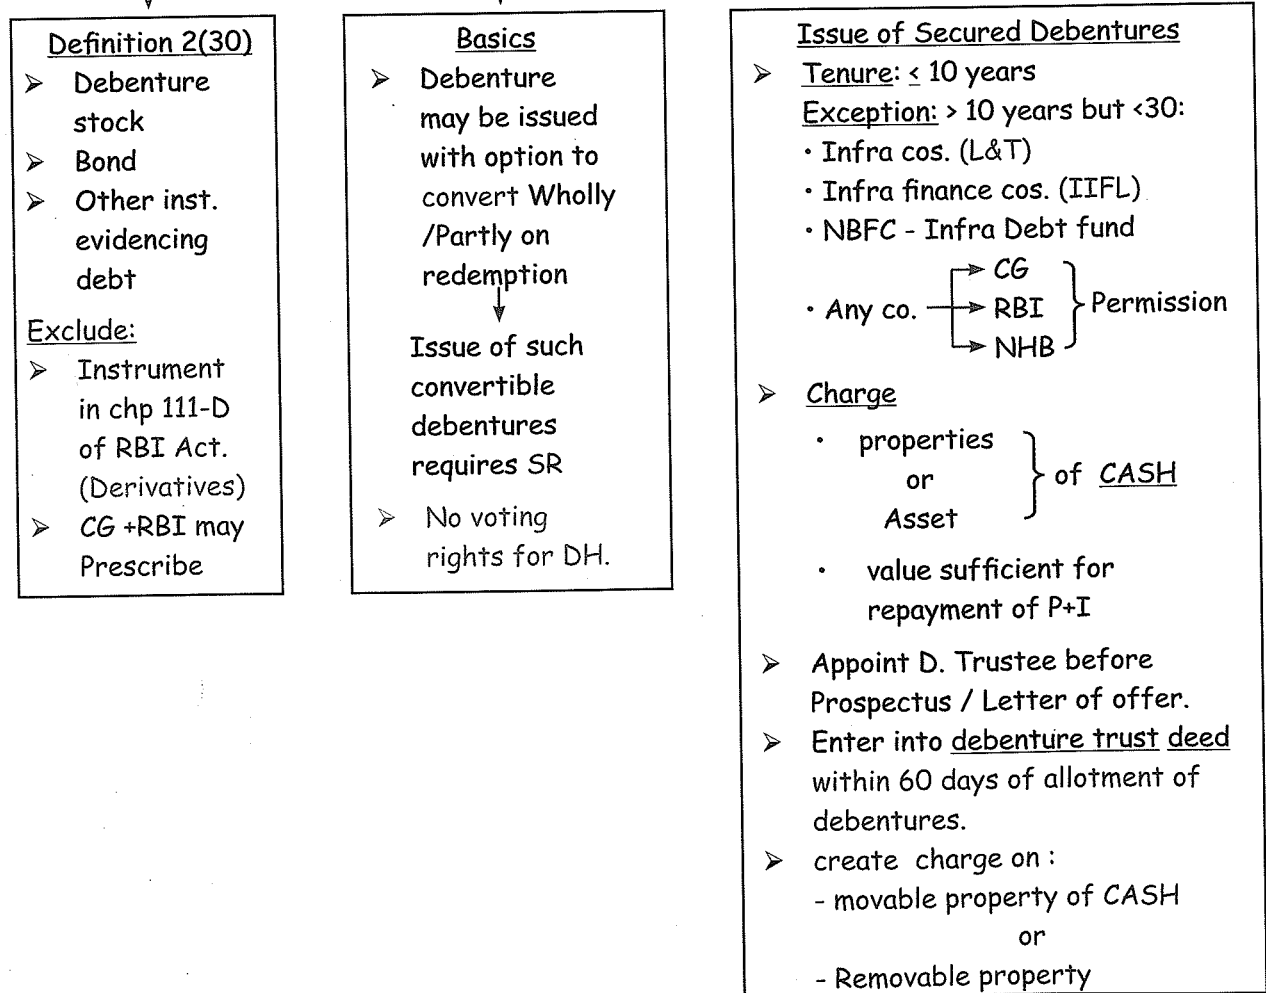 Definition 2(30)
➢ Debenture
stock
➢ Bond
➢ Other inst.
evidencing
debt
Exclude:
➢ Instrument
in chp 111-D
of RBI Act.
(Derivatives)
➢ CG +RBI may
Prescribe
Basics
➢ Debenture
may be issued
with option to
convert Wholly
/Partly on
redemption
Issue of such
convertible
debentures
requires SR
➢ No voting
rights for DH.
Issue of Secured Debentures
➢ Tenure: ≤ 10 years
Exception: > 10 years but <30:
· Infra cos. (L&T)
· Infra finance cos. (IIFL)
· NBFC - Infra Debt fund
CG
· Any co. RBI Permission
NHB
➢ Charge
· properties
or of CASH
Asset
· value sufficient for
repayment of P+I
➢ Appoint D. Trustee before
Prospectus / Letter of offer.
➢ Enter into debenture trust deed
within 60 days of allotment of
debentures.
➢ create charge on :
- movable property of CASH
or
- Removable property